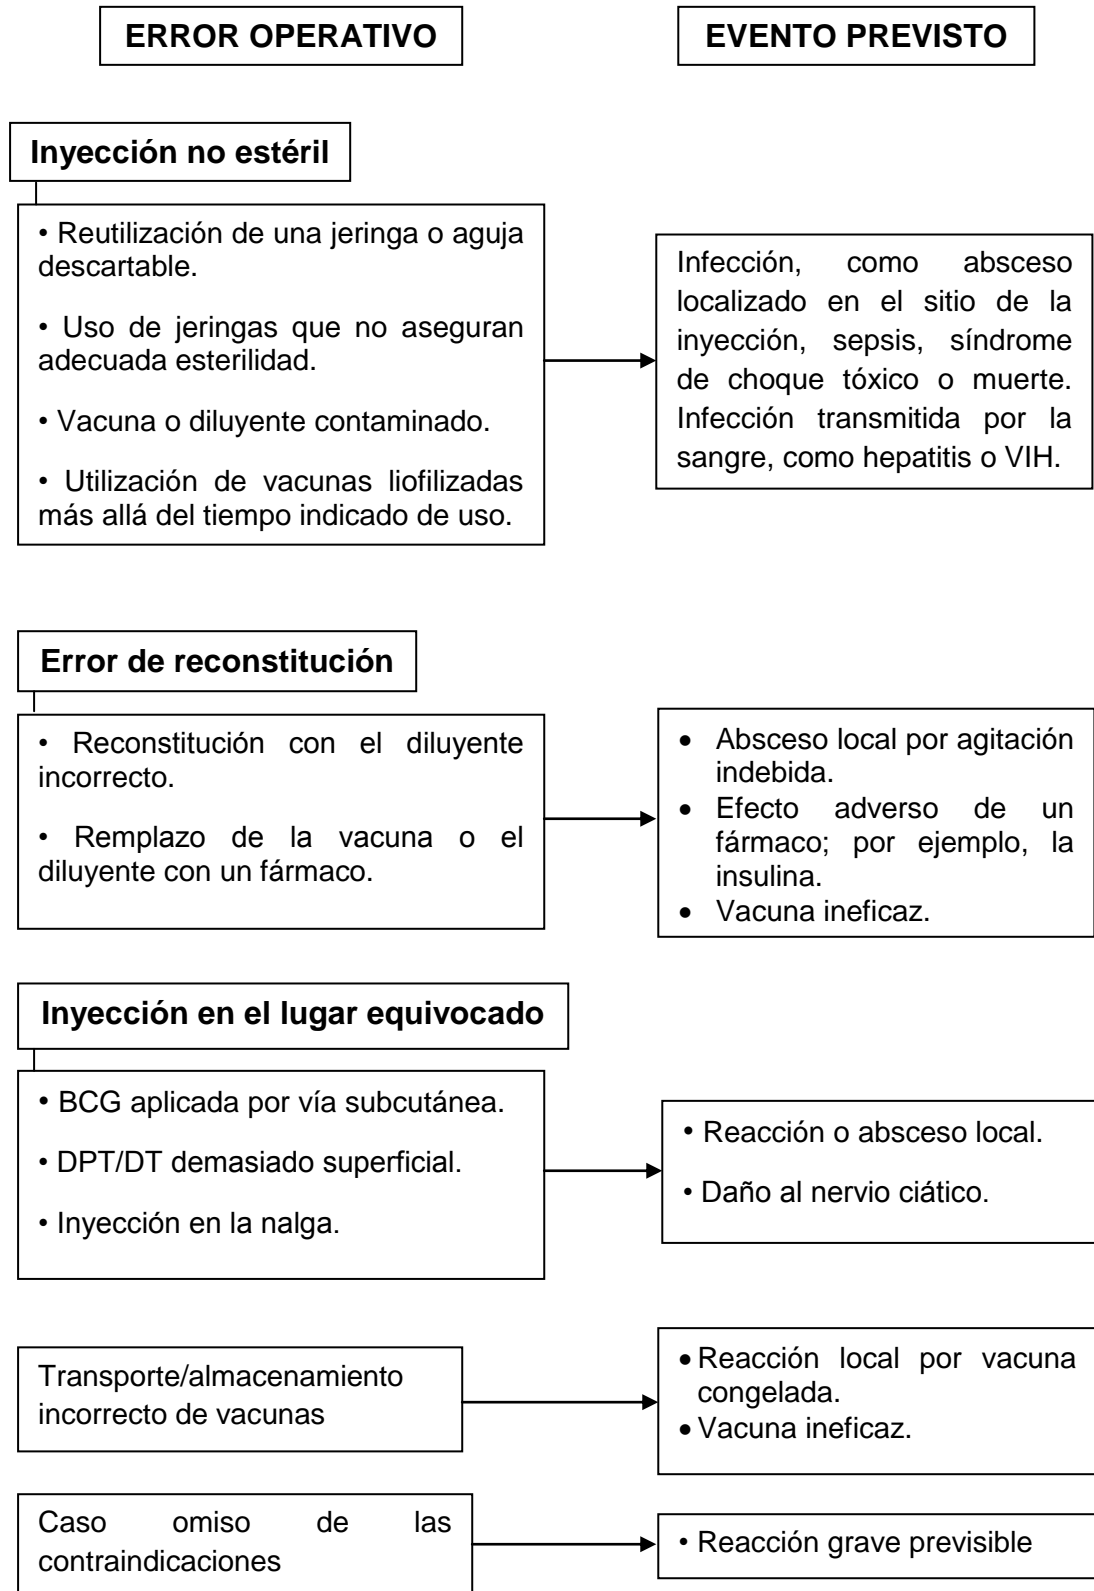 ERROR OPERATIVO
EVENTO PREVISTO
Inyección no estéril
• Reutilización de una jeringa o aguja
descartable.
• Uso de jeringas que no aseguran
adecuada esterilidad.
• Vacuna o diluyente contaminado.
• Utilización de vacunas liofilizadas
más allá del tiempo indicado de uso.
Infección, como absceso
localizado en el sitio de la
inyección, sepsis, síndrome
de choque tóxico o muerte.
Infección transmitida por la
sangre, como hepatitis o VIH.
Error de reconstitución
• Reconstitución con el diluyente
incorrecto.
• Remplazo de la vacuna o el
diluyente con un fármaco.
• Absceso local por agitación
indebida.
• Efecto adverso de un
fármaco; por ejemplo, la
insulina.
• Vacuna ineficaz.
Inyección en el lugar equivocado
• BCG aplicada por vía subcutánea.
• DPT/DT demasiado superficial.
• Inyección en la nalga.
• Reacción o absceso local.
• Daño al nervio ciático.
Transporte/almacenamiento
incorrecto de vacunas
• Reacción local por vacuna
congelada.
• Vacuna ineficaz.
Caso omiso de las
contraindicaciones
• Reacción grave previsible